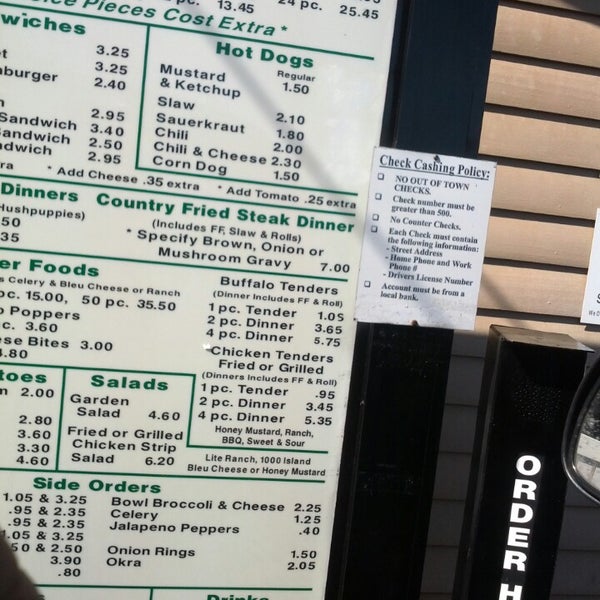 Pieces Cost Extra *
13.45
24 pc. 25.45
3.25
3.25
2.40
Sandwich 2.95
3.40
2.50
2.95
* Add Cheese .35 extra * Add Tomato .25 extra
Hot Dogs
Regular
Mustard
& Ketchup 1.50
Slaw
Sauerkraut 2.10
Chili 1.80
Chili & Cheese 2.00
Corn Dog 2.30
1.50
Dinners
Hushpuppies)
50
35
Country Fried Steak Dinner
(Includes FF, Slaw & Rolls)
* Specify Brown, Onion or
Mushroom Gravy 7.00
Foods
Celery & Bleu Cheese or Ranch
pc. 15.00, 50 pc. 35.50
Poppers
c. 3.60
Bites 3.00
4.80
Buffalo Tenders
(Dinner Includes FF & Roll)
1 pc. Tender 1.05
2 pc. Dinner 3.65
4 pc. Dinner 5.75
Chicken Tenders
Fried or Grilled
(Dinners Includes FF & Roll)
1 pc. Tender .95
2 pc. Dinner 3.45
4 pc. Dinner 5.35
Honey Mustard, Ranch,
BBQ, Sweet & Sour
toes
2.00
2.80
3.60
3.30
4.60
Salads
Garden
Salad 4.60
Fried or Grilled
Chicken Strip
Salad 6.20
Lite Ranch, 1000 Island
Bleu Cheese or Honey Mustard
Side Orders
1.05 & 3.25
.95 & 2.35
.95 & 2.35
.05 & 3.25
50 & 2.50
3.90
.80
Bowl Broccoli & Cheese 2.25
Celery 1.25
Jalapeno Peppers .40
Onion Rings 1.50
Okra 2.05
Drinks
Check Cashing Policy:
NO OUT OF TOWN
CHECKS.
Check number must be
greater than 500.
No Counter Checks.
Each Check must contain
the following information:
- Street Address
- Home Phone and Work
Phone #
- Drivers License Number
Account must be from a
local bank.
ORDER H